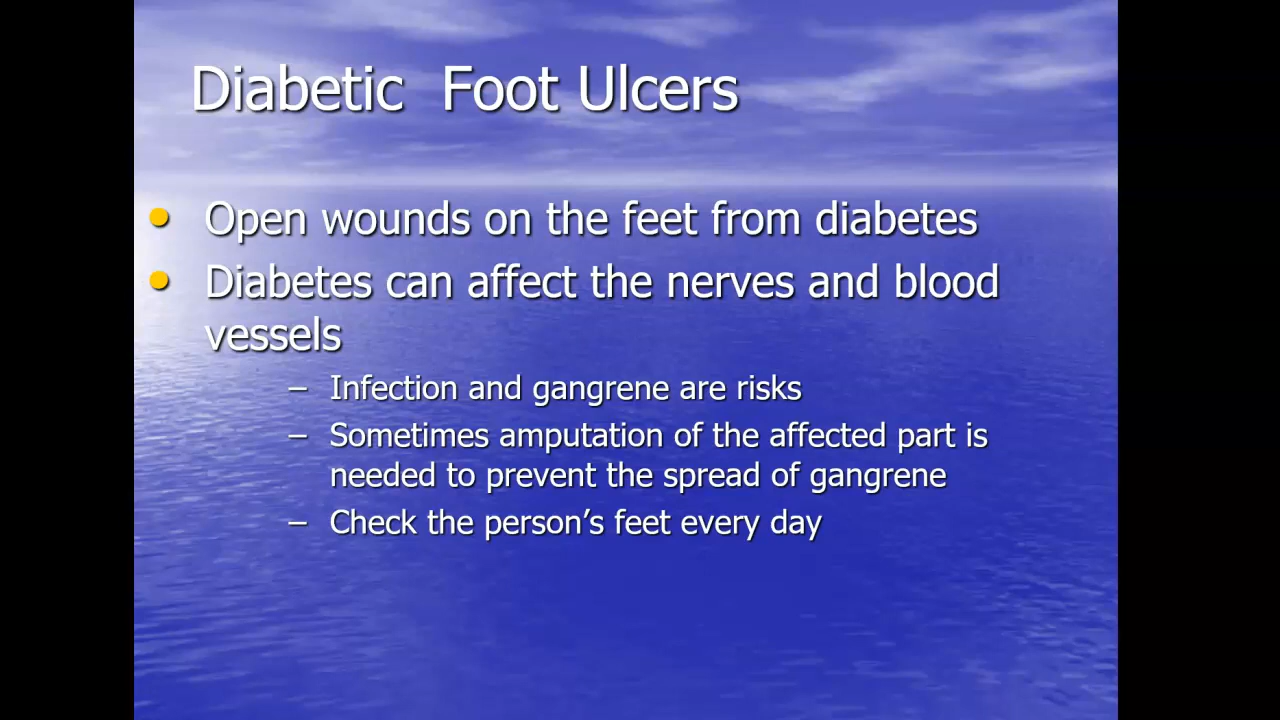 Diabetic  Foot Ulcers
• Open wounds on the feet from diabetes
• Diabetes can affect the nerves and blood
vessels
– Infection and gangrene are risks
– Sometimes amputation of the affected part is
needed to prevent the spread of gangrene
– Check the person’s feet every day